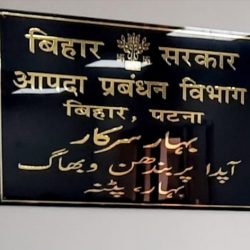 बिहार सरकार
आपदा प्रबंधन विभाग
बिहार, पटना
بہار سرکار
آپدا پربندھن وبھاگ
بہار، پٹنہ